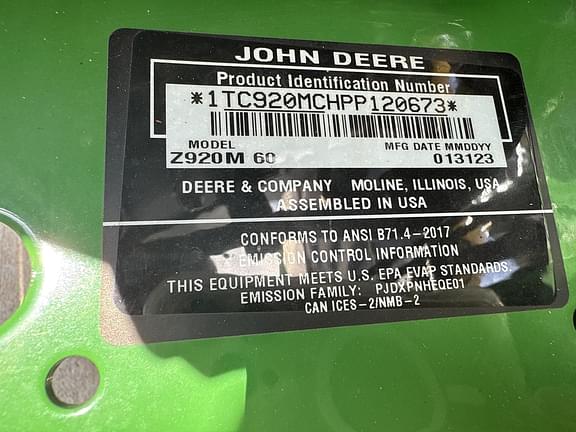 JOHN DEERE
Product Identification Number
*1TC920MCHPP120673*
MODEL MFG DATE MMDDYY
Z920M 60 013123
DEERE & COMPANY MOLINE, ILLINOIS, USA
ASSEMBLED IN USA
CONFORMS TO ANSI B71.4-2017
EMISSION CONTROL INFORMATION
THIS EQUIPMENT MEETS U.S. EPA EVAP STANDARDS.
EMISSION FAMILY: PJDXPNHEQE01
CAN ICES-2/NMB-2